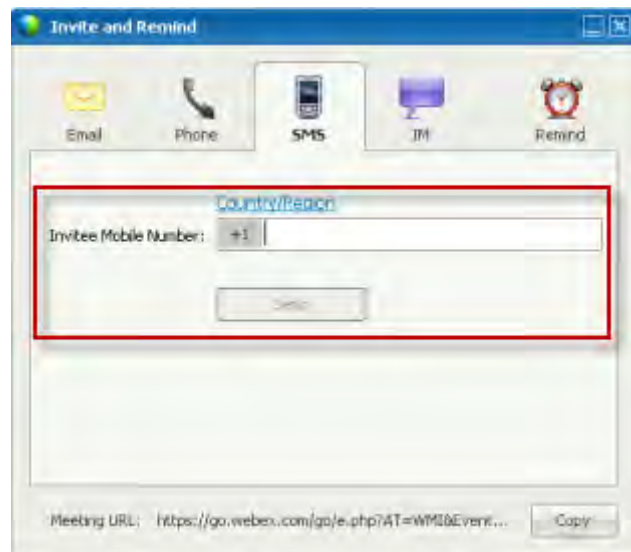 Invite and Remind
Email Phone SMS IM Remind
Country/Region
Invitee Mobile Number: +1
Send
Meeting URL: https://go.webex.com/go/e.php?AT=WMI&Event... Copy